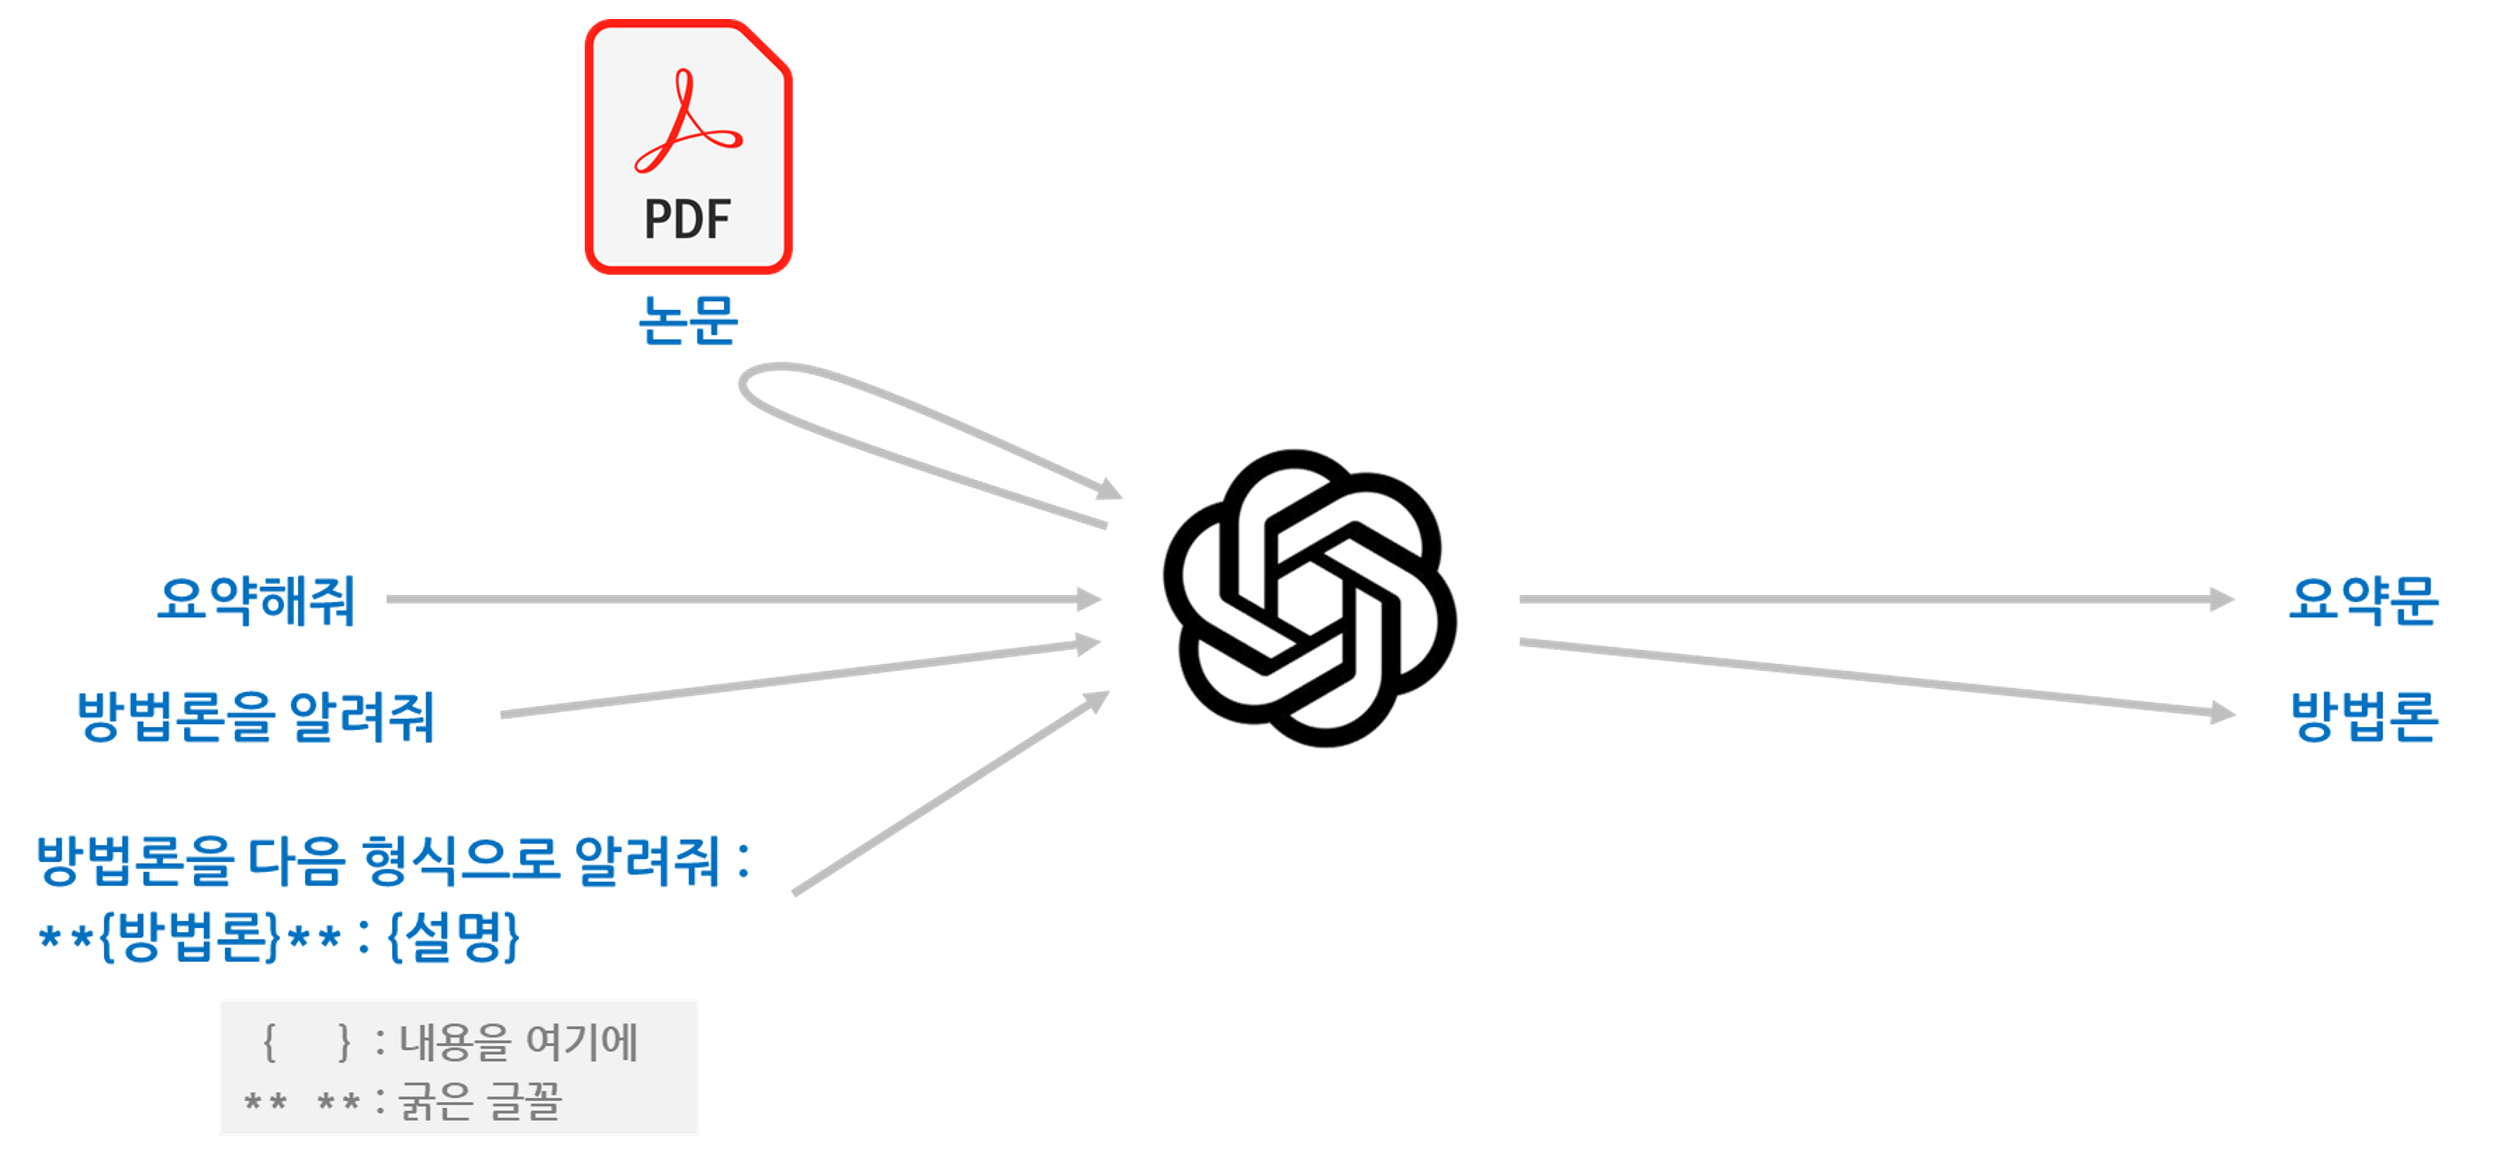 PDF
논문
요약해줘
요약문
방법론을 알려줘
방법론
방법론을 다음 형식으로 알려줘 :
**{방법론}** : {설명}
{ } : 내용을 여기에
** ** : 굵은 글꼴